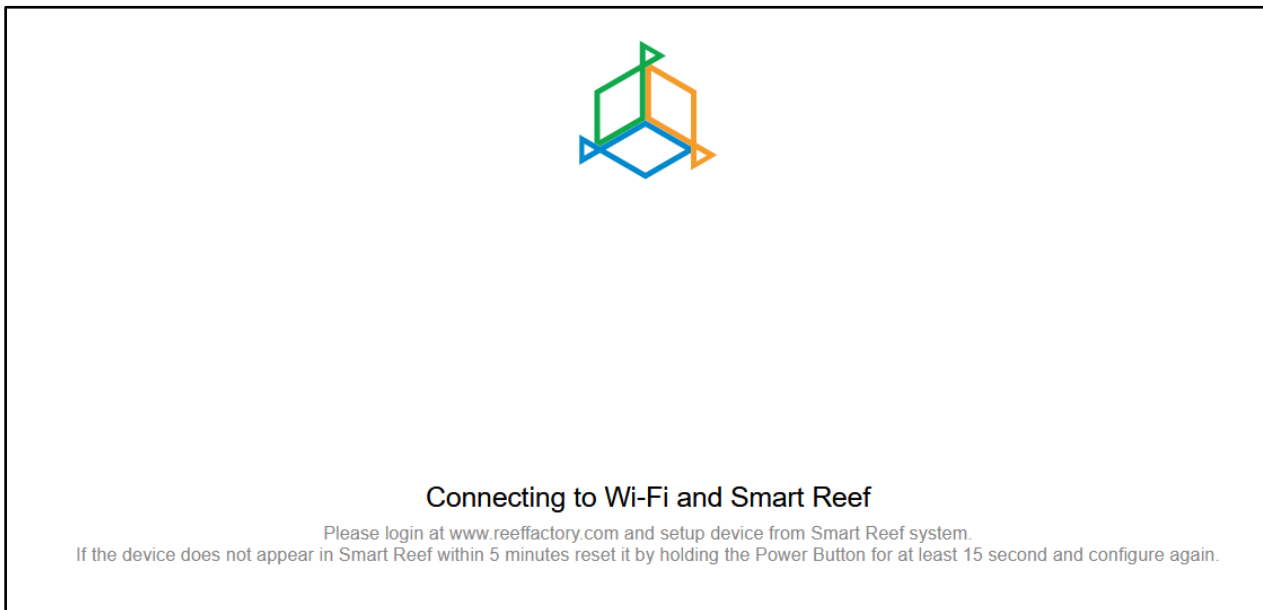 Connecting to Wi-Fi and Smart Reef
Please login at www.reeffactory.com and setup device from Smart Reef system.
If the device does not appear in Smart Reef within 5 minutes reset it by holding the Power Button for at least 15 second and configure again.